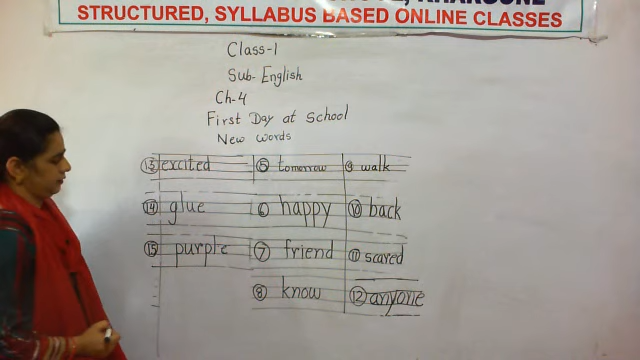 STRUCTURED, SYLLABUS BASED ONLINE CLASSES
Class-1
Sub- English
Ch-4
First Day at School
New words
13 excited 5 tomorrow 9 walk
14 glue 6 happy 10 back
15 purple 7 friend 11 scared
8 know 12 anyone